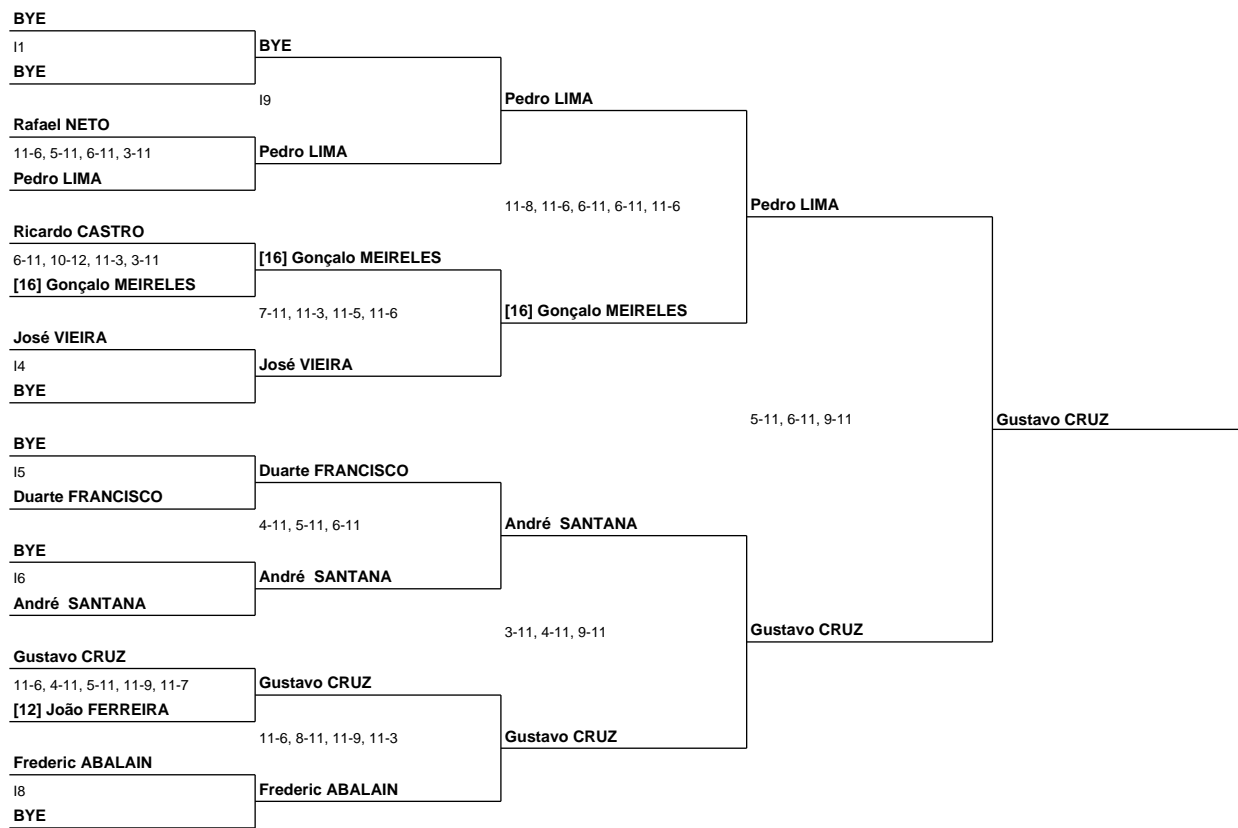 BYE
I1
BYE
BYE
I9
Pedro LIMA
Rafael NETO
11-6, 5-11, 6-11, 3-11
Pedro LIMA
Pedro LIMA
11-8, 11-6, 6-11, 6-11, 11-6
Pedro LIMA
Ricardo CASTRO
6-11, 10-12, 11-3, 3-11
[16] Gonçalo MEIRELES
[16] Gonçalo MEIRELES
7-11, 11-3, 11-5, 11-6
[16] Gonçalo MEIRELES
José VIEIRA
I4
BYE
José VIEIRA
5-11, 6-11, 9-11
Gustavo CRUZ
BYE
I5
Duarte FRANCISCO
Duarte FRANCISCO
4-11, 5-11, 6-11
André  SANTANA
BYE
I6
André  SANTANA
André  SANTANA
3-11, 4-11, 9-11
Gustavo CRUZ
Gustavo CRUZ
11-6, 4-11, 5-11, 11-9, 11-7
[12] João FERREIRA
Gustavo CRUZ
11-6, 8-11, 11-9, 11-3
Gustavo CRUZ
Frederic ABALAIN
I8
BYE
Frederic ABALAIN